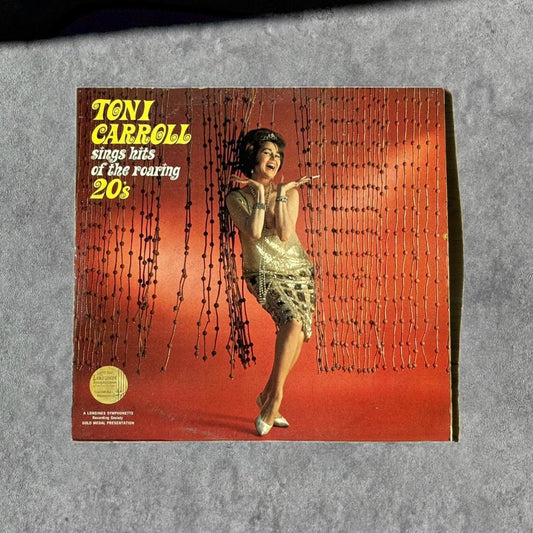 TONI
CARROLL
sings hits
of the roaring
20s
A LONGINES SYMPHONETTE
Recording Society
GOLD MEDAL PRESENTATION